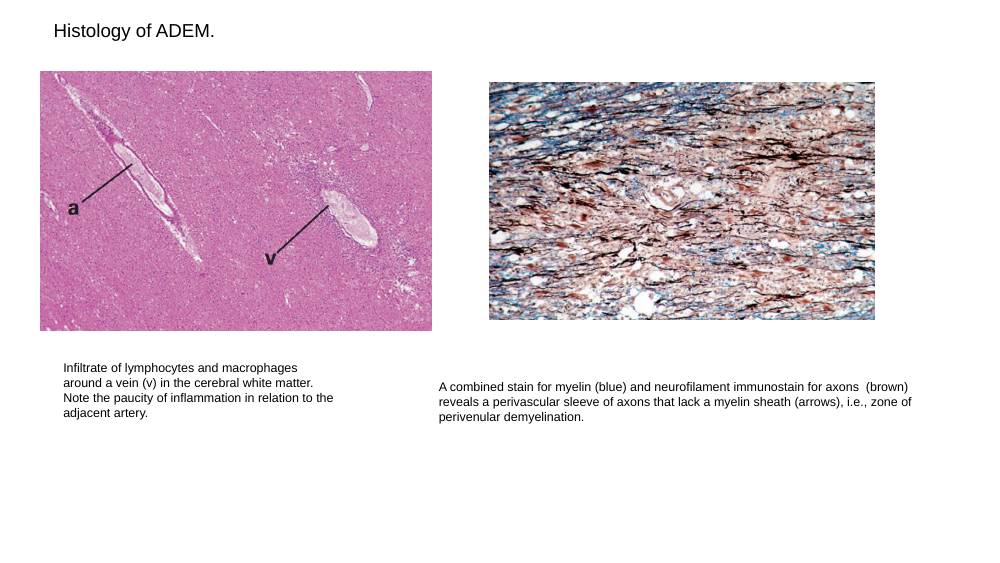 Histology of ADEM.
a
v
Infiltrate of lymphocytes and macrophages
around a vein (v) in the cerebral white matter.
Note the paucity of inflammation in relation to the
adjacent artery.
A combined stain for myelin (blue) and neurofilament immunostain for axons  (brown)
reveals a perivascular sleeve of axons that lack a myelin sheath (arrows), i.e., zone of
perivenular demyelination.